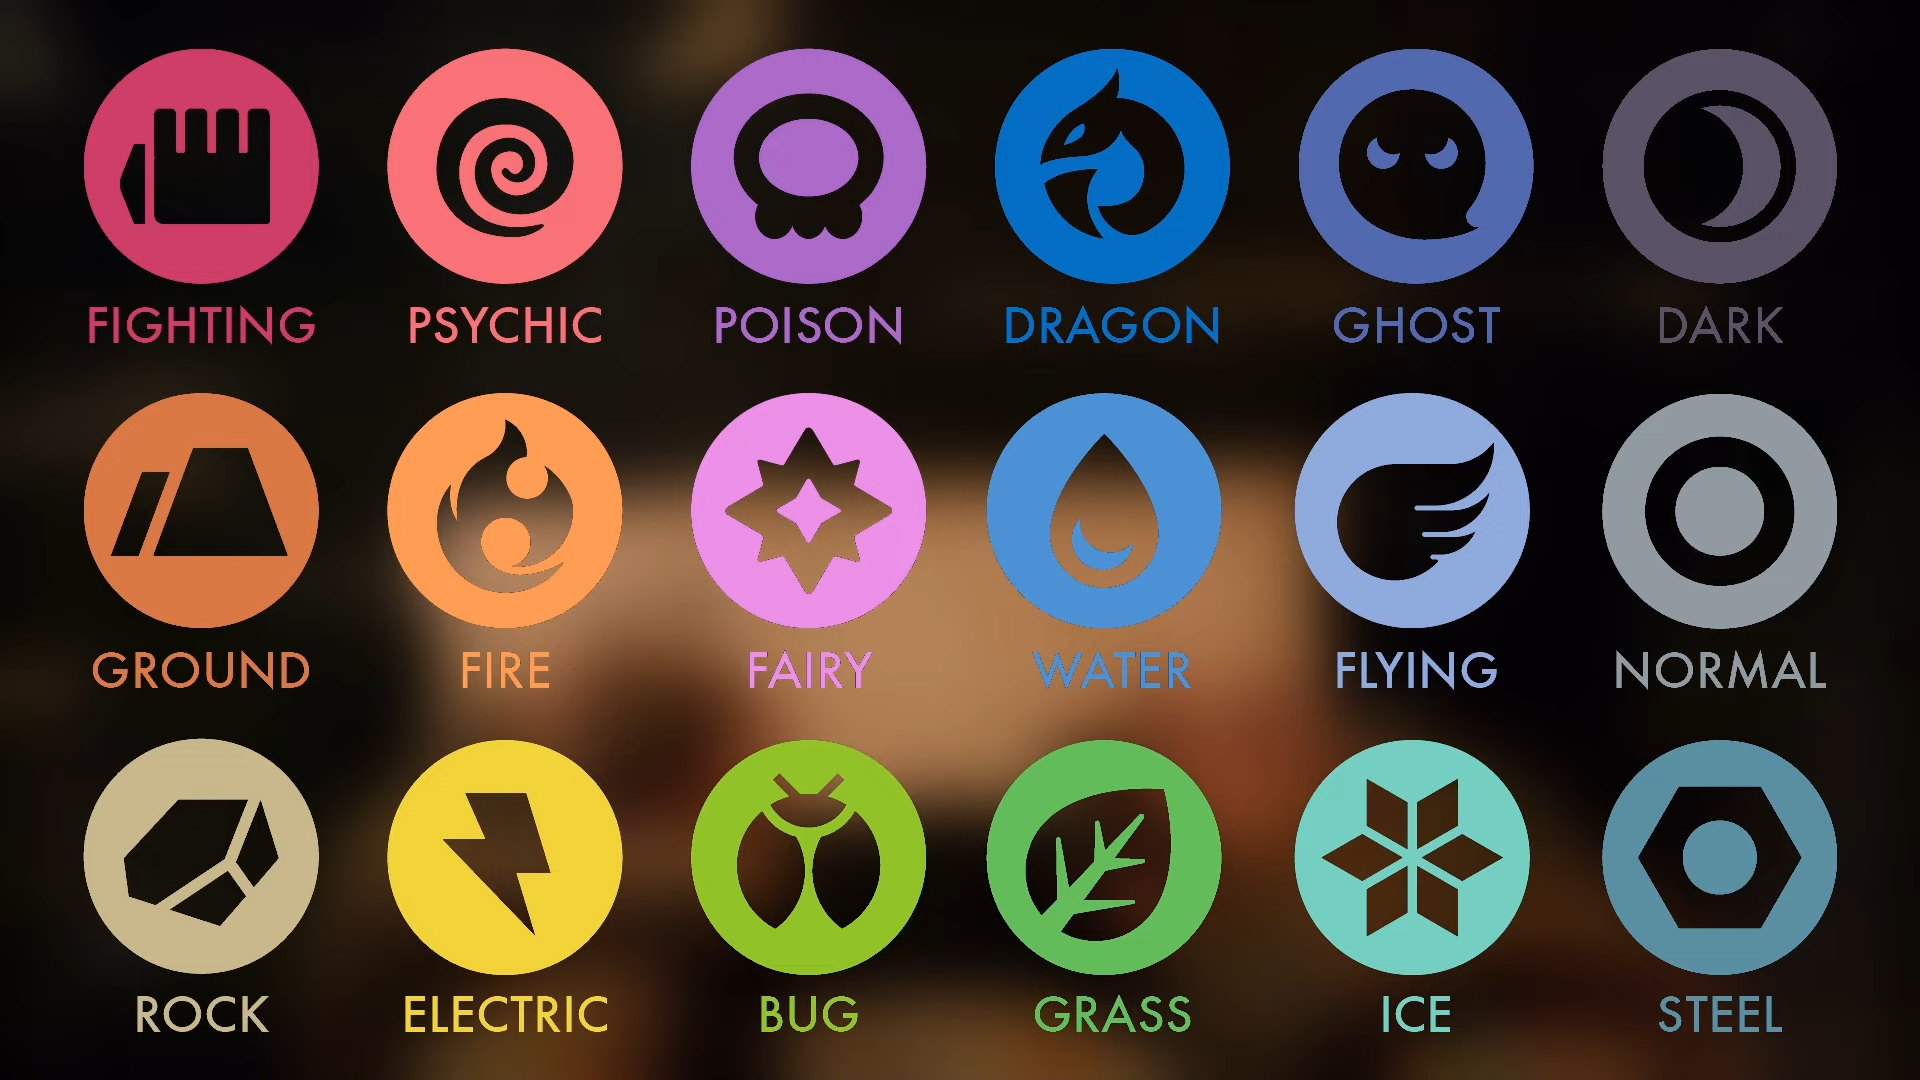 FIGHTING PSYCHIC POISON DRAGON GHOST DARK
GROUND FIRE FAIRY WATER FLYING NORMAL
ROCK ELECTRIC BUG GRASS ICE STEEL